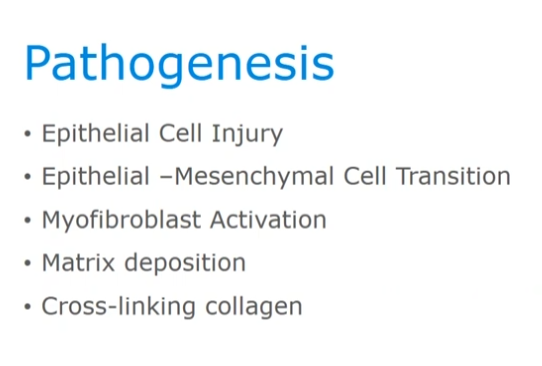 Pathogenesis
• Epithelial Cell Injury
• Epithelial –Mesenchymal Cell Transition
• Myofibroblast Activation
• Matrix deposition
• Cross-linking collagen